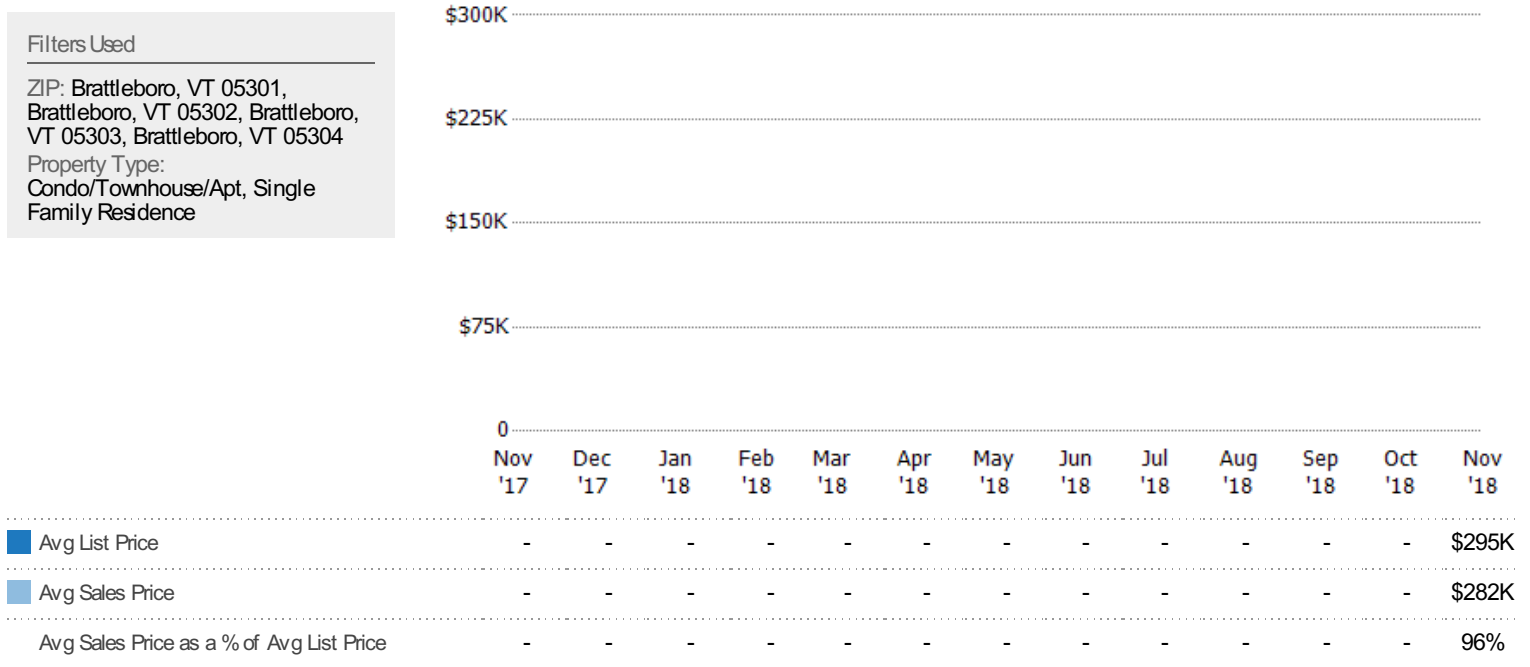 Filters Used
ZIP: Brattleboro, VT 05301,
Brattleboro, VT 05302, Brattleboro,
VT 05303, Brattleboro, VT 05304
Property Type:
Condo/Townhouse/Apt, Single
Family Residence
$300K
$225K
$150K
$75K
0
Nov Dec Jan Feb Mar Apr May Jun Jul Aug Sep Oct Nov
'17 '17 '18 '18 '18 '18 '18 '18 '18 '18 '18 '18 '18
Avg List Price - - - - - - - - - - - - $295K
Avg Sales Price - - - - - - - - - - - - $282K
Avg Sales Price as a % of Avg List Price - - - - - - - - - - - - 96%